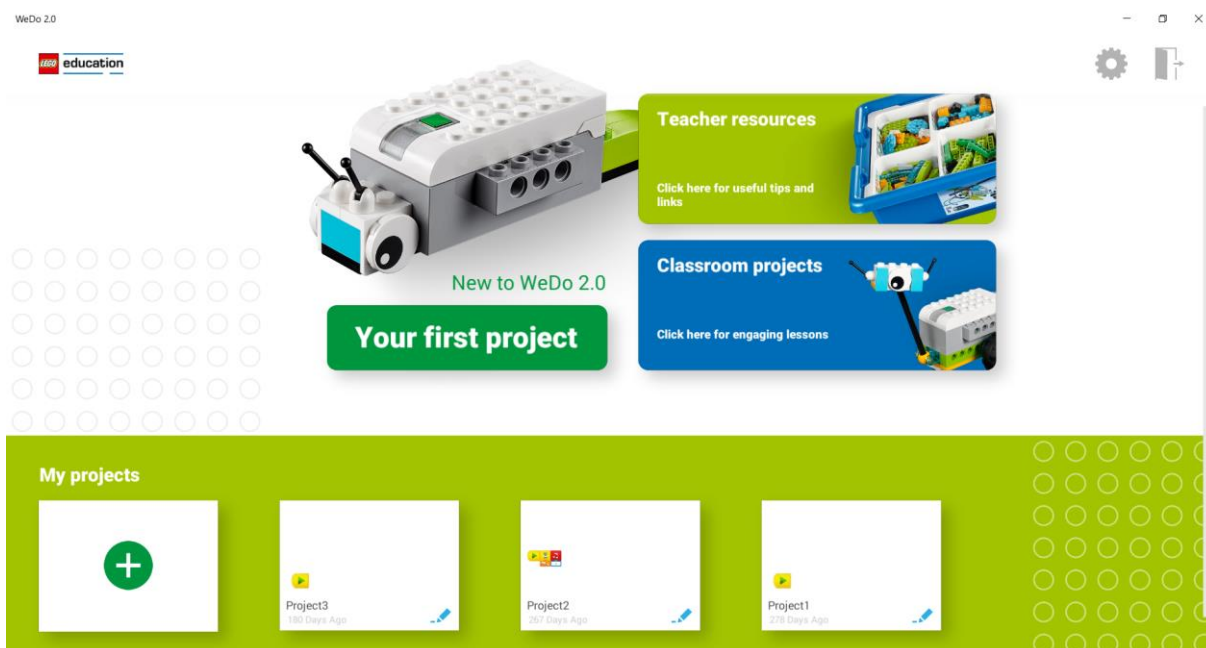 WeDo 2.0
LEGO education
Teacher resources
Click here for useful tips and
links
New to WeDo 2.0
Your first project
Classroom projects
Click here for engaging lessons
My projects
Project3
180 Days Ago
Project2
267 Days Ago
Project1
278 Days Ago